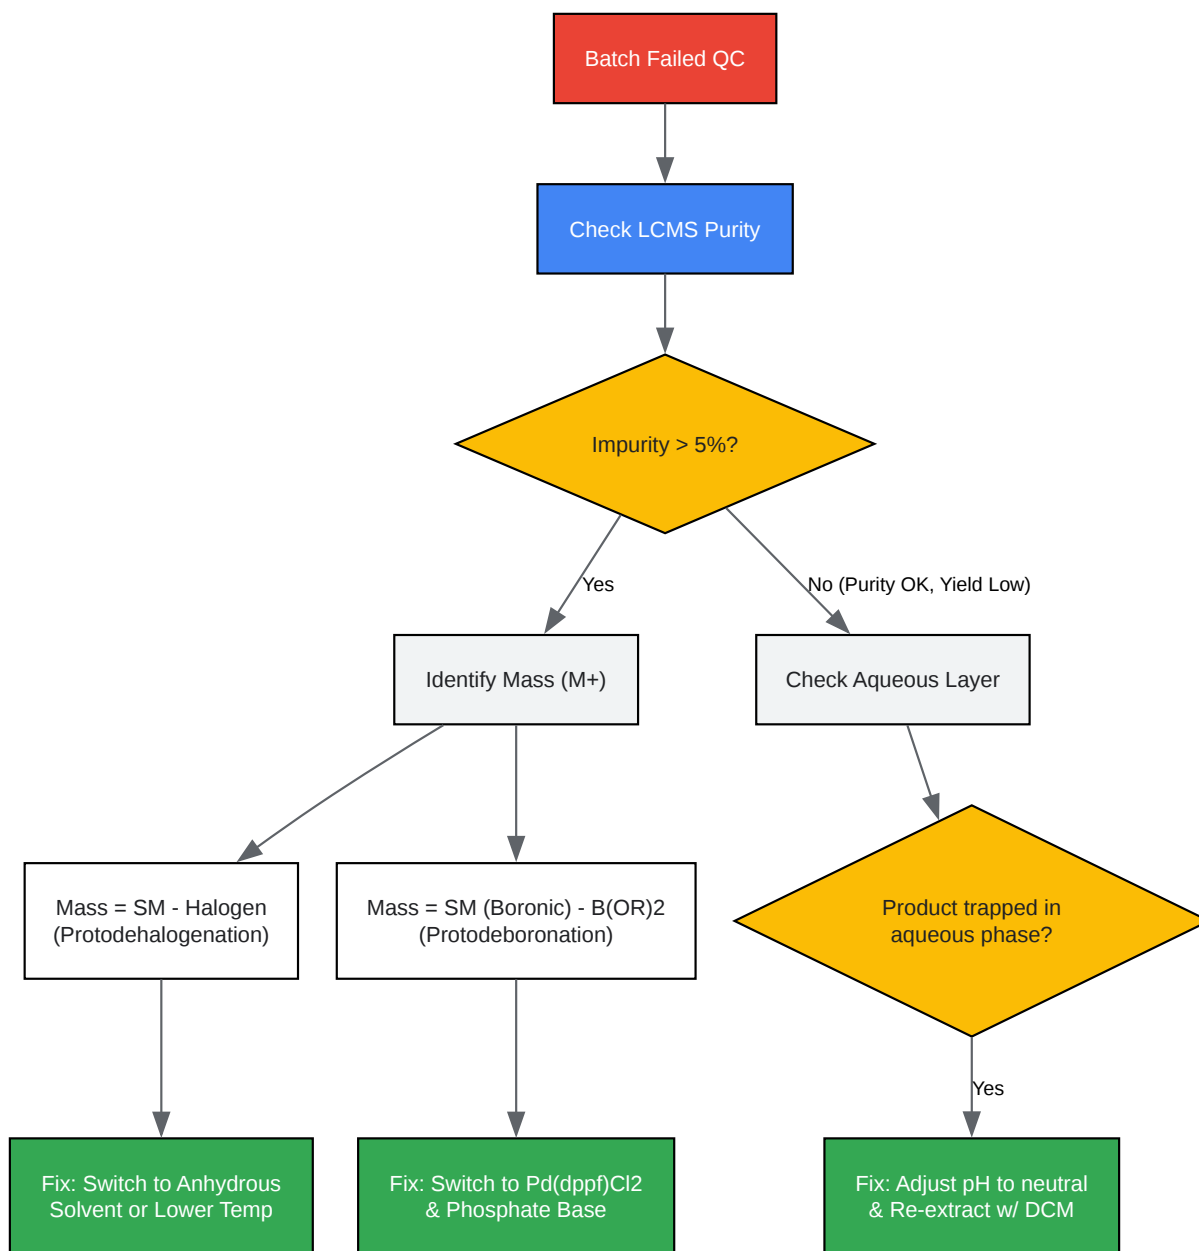 Batch Failed QC
Check LCMS Purity
Impurity > 5%?
Yes
No (Purity OK, Yield Low)
Identify Mass (M+)
Check Aqueous Layer
Mass = SM - Halogen
(Protodehalogenation)
Mass = SM (Boronic) - B(OR)2
(Protodeboronation)
Product trapped in
aqueous phase?
Yes
Fix: Switch to Anhydrous
Solvent or Lower Temp
Fix: Switch to Pd(dppf)Cl2
& Phosphate Base
Fix: Adjust pH to neutral
& Re-extract w/ DCM